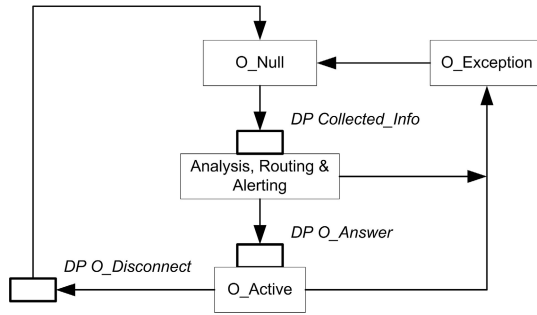 O_Null
O_Exception
DP Collected_Info
Analysis, Routing &
Alerting
DP O_Answer
DP O_Disconnect
O_Active